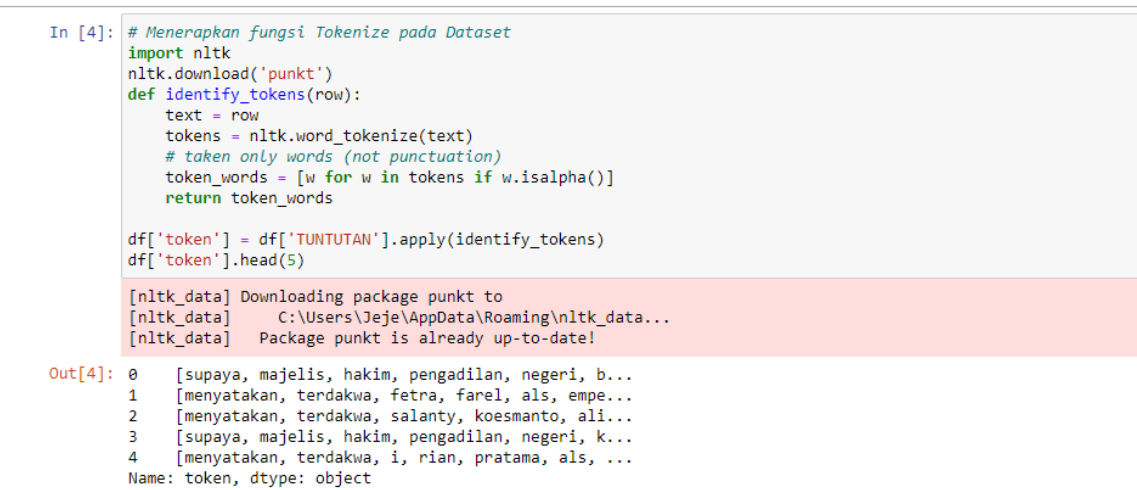 In [4]: # Menerapkan fungsi Tokenize pada Dataset
import nltk
nltk.download('punkt')
def identify_tokens(row):
    text = row
    tokens = nltk.word_tokenize(text)
    # taken only words (not punctuation)
    token_words = [w for w in tokens if w.isalpha()]
    return token_words

df['token'] = df['TUNTUTAN'].apply(identify_tokens)
df['token'].head(5)
[nltk_data] Downloading package punkt to
[nltk_data]     C:\Users\Jeje\AppData\Roaming\nltk_data...
[nltk_data]   Package punkt is already up-to-date!
Out[4]: 0    [supaya, majelis, hakim, pengadilan, negeri, b...
1    [menyatakan, terdakwa, fetra, farel, als, empe...
2    [menyatakan, terdakwa, salanty, koesmanto, ali...
3    [supaya, majelis, hakim, pengadilan, negeri, k...
4    [menyatakan, terdakwa, i, rian, pratama, als, ...
Name: token, dtype: object